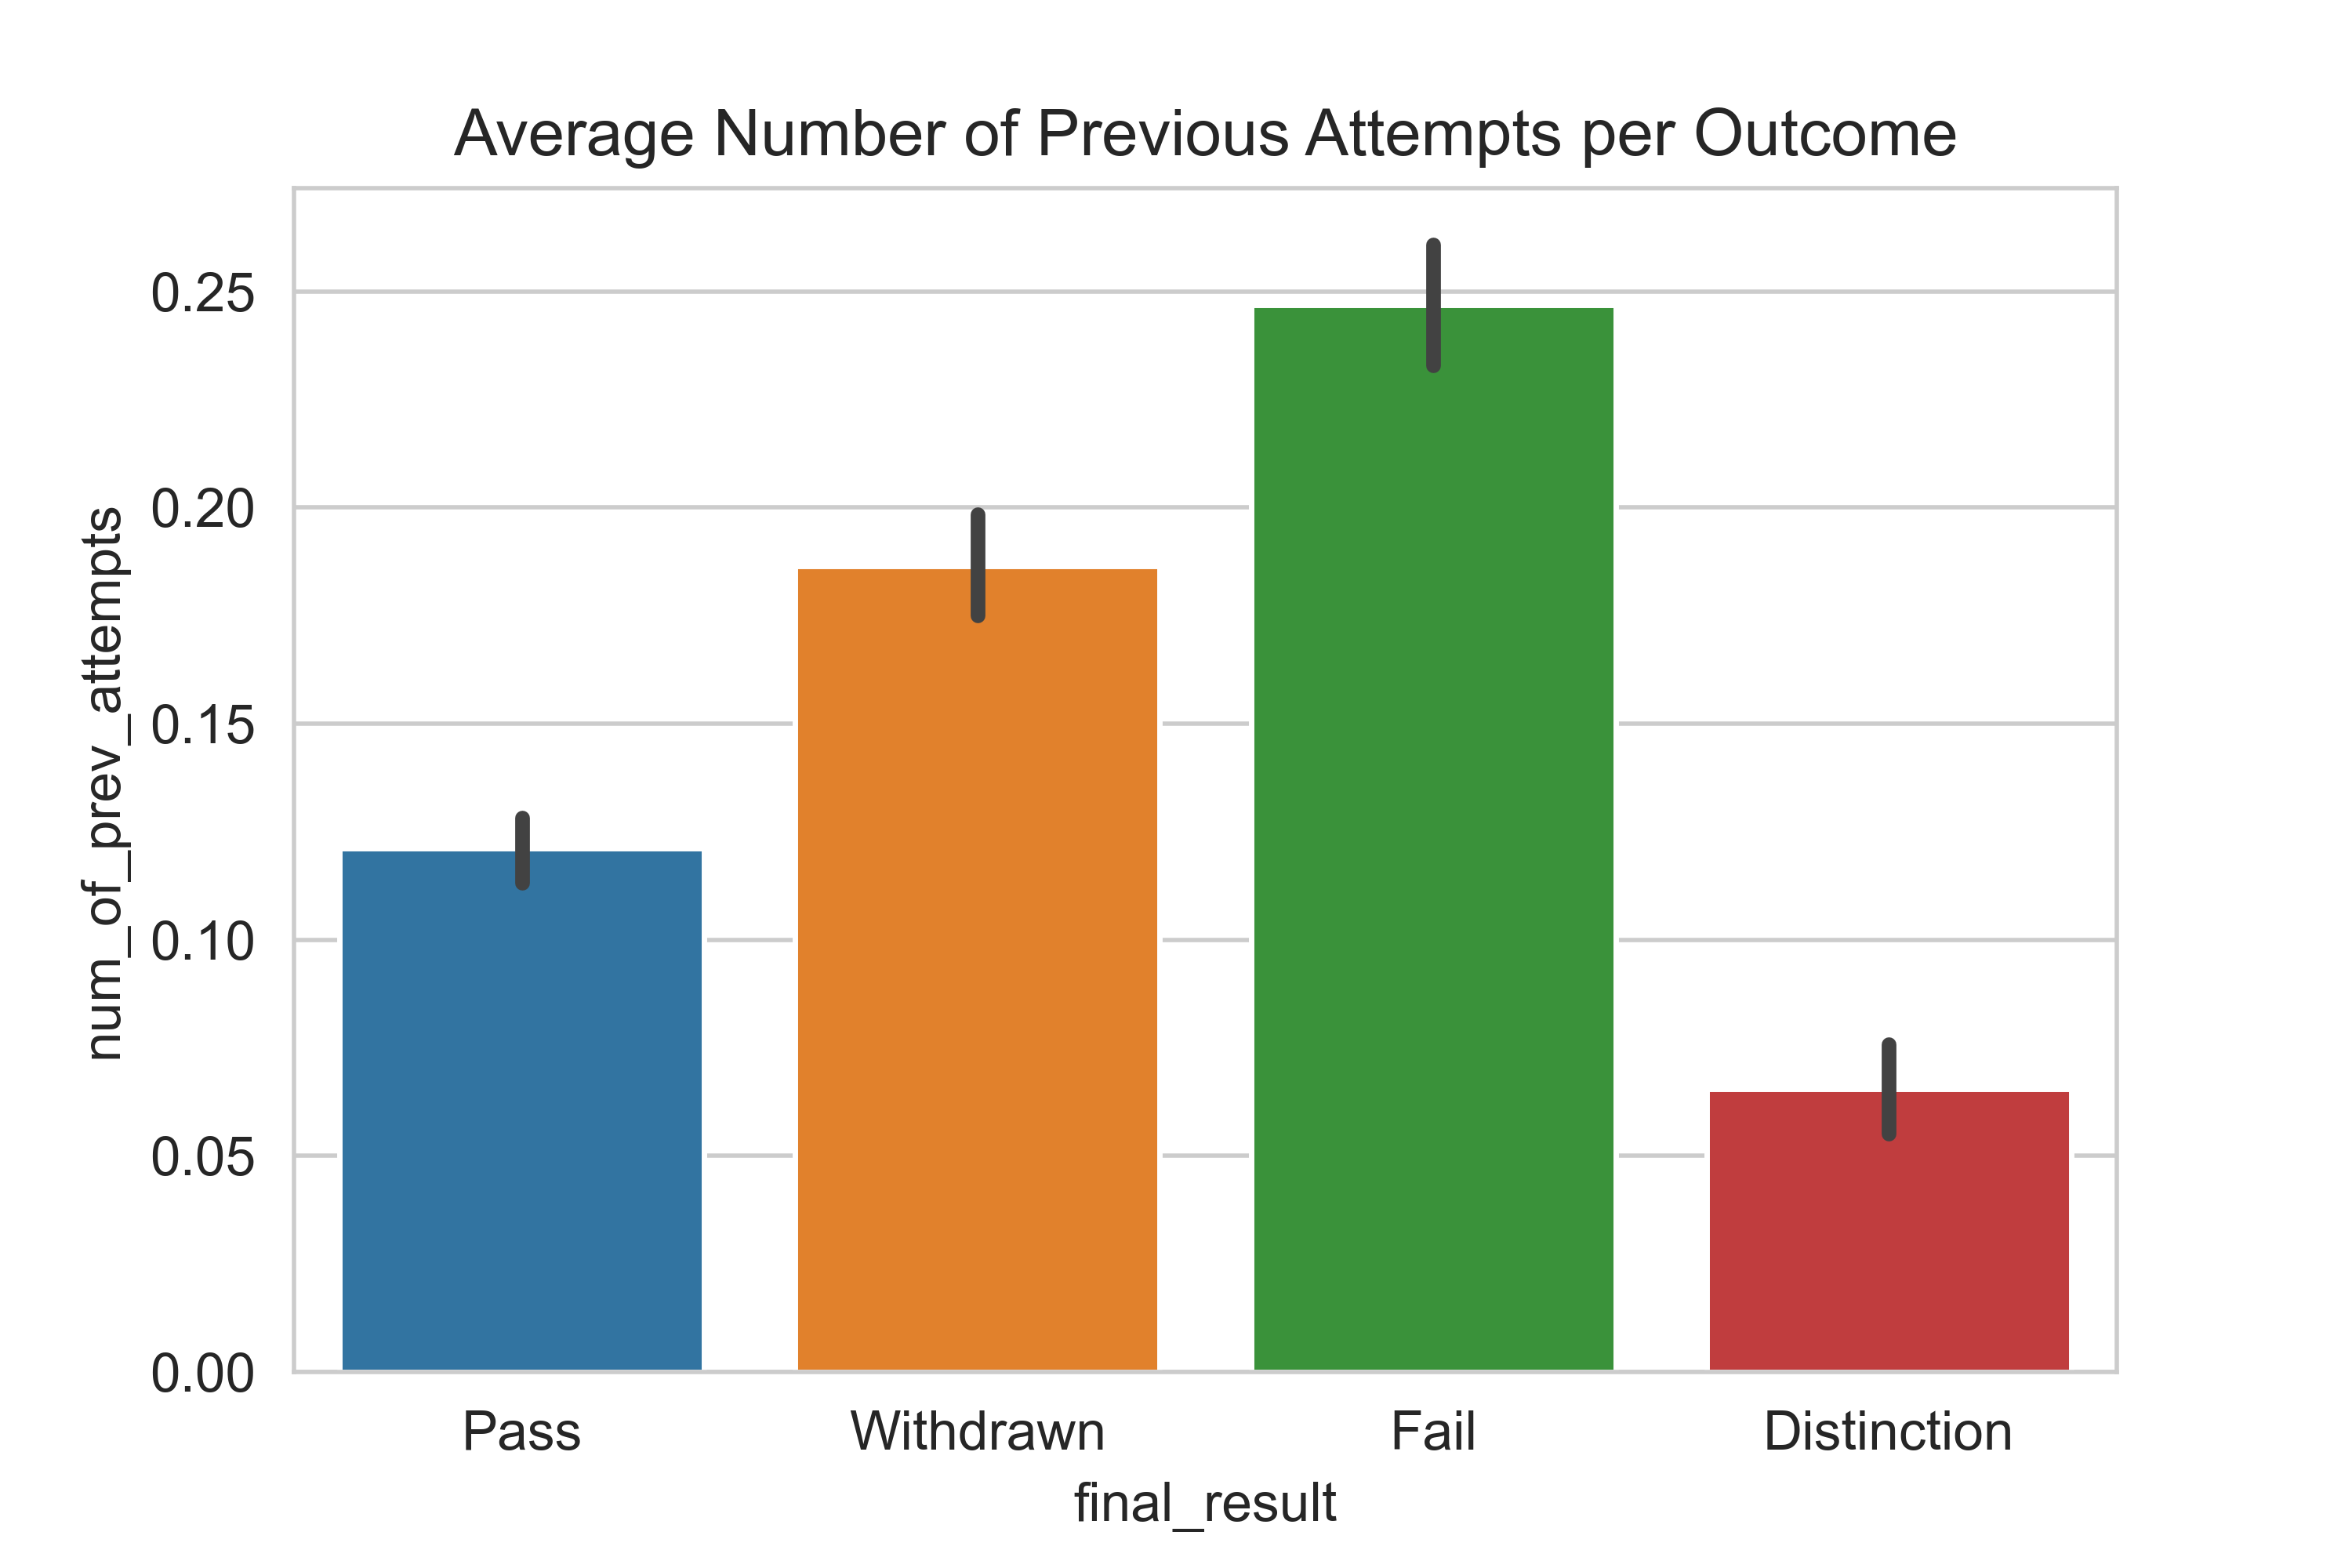 Average Number of Previous Attempts per Outcome
num_of_prev_attempts
0.25
0.20
0.15
0.10
0.05
0.00
Pass Withdrawn Fail Distinction
final_result